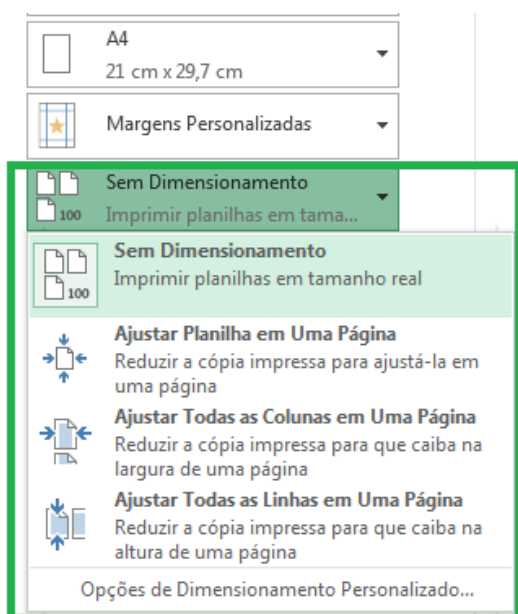 A4
21 cm x 29,7 cm
Margens Personalizadas
Sem Dimensionamento
100
Imprimir planilhas em tama...
Sem Dimensionamento
100
Imprimir planilhas em tamanho real
Ajustar Planilha em Uma Página
Reduzir a cópia impressa para ajustá-la em
uma página
Ajustar Todas as Colunas em Uma Página
Reduzir a cópia impressa para que caiba na
largura de uma página
Ajustar Todas as Linhas em Uma Página
Reduzir a cópia impressa para que caiba na
altura de uma página
Opções de Dimensionamento Personalizado...